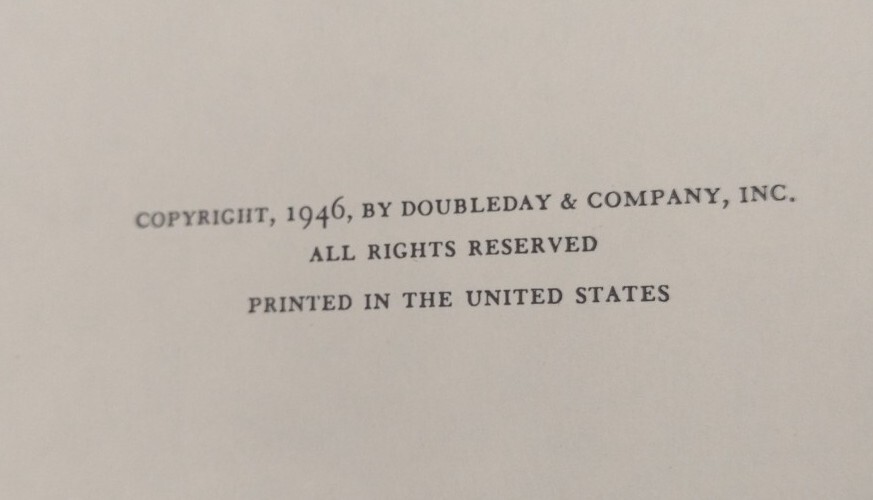 COPYRIGHT, 1946, BY DOUBLEDAY & COMPANY, INC.
ALL RIGHTS RESERVED
PRINTED IN THE UNITED STATES